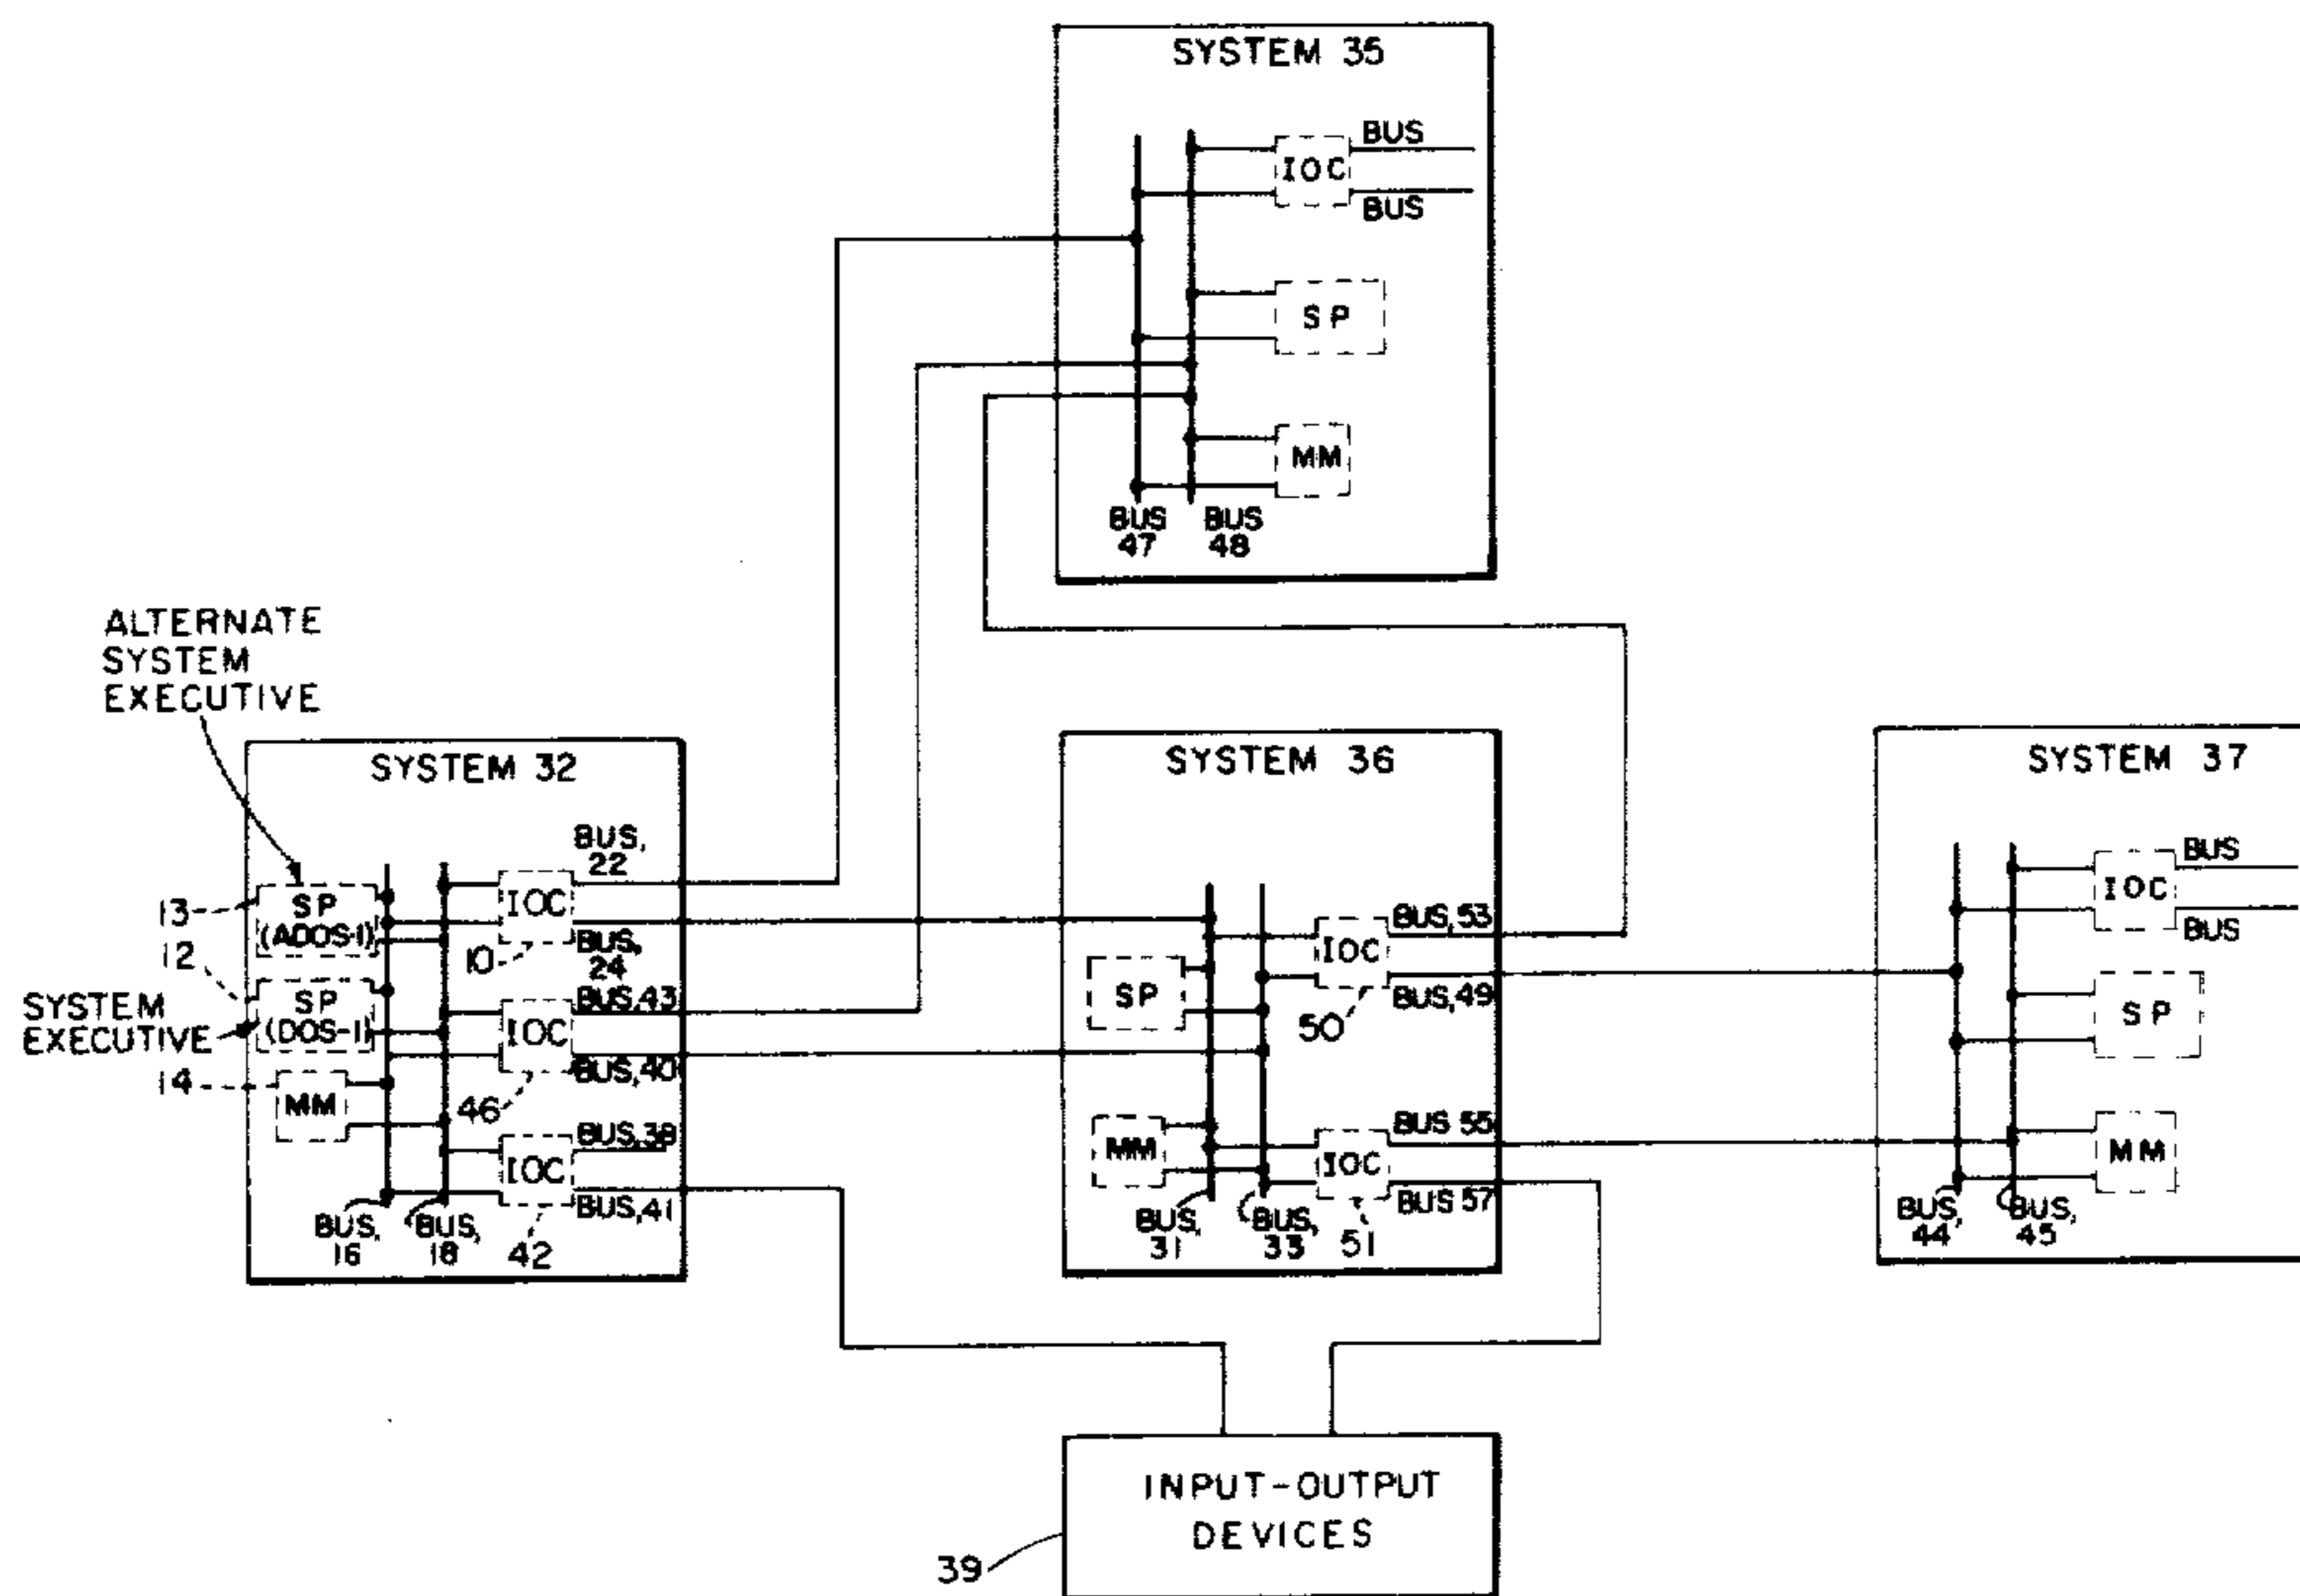 SYSTEM 35
BUS
IOC
BUS
SP
MM
BUS
47
BUS
48
ALTERNATE
SYSTEM
EXECUTIVE
SYSTEM 32
BUS,
22
IOC
13
SP
(ADOS-1)
10
BUS,
24
12
SP
(DOS-1)
SYSTEM
EXECUTIVE
BUS,43
IOC
BUS,40
14
MM
46
BUS,38
IOC
BUS,41
BUS,
16
BUS,
18
42
SYSTEM 36
BUS,53
IOC
BUS,49
SP
50
BUS 55
MM
IOC
BUS 57
BUS,
31
BUS,
33
51
SYSTEM 37
BUS
IOC
BUS
SP
MM
BUS,
44
BUS,
45
INPUT-OUTPUT
DEVICES
39